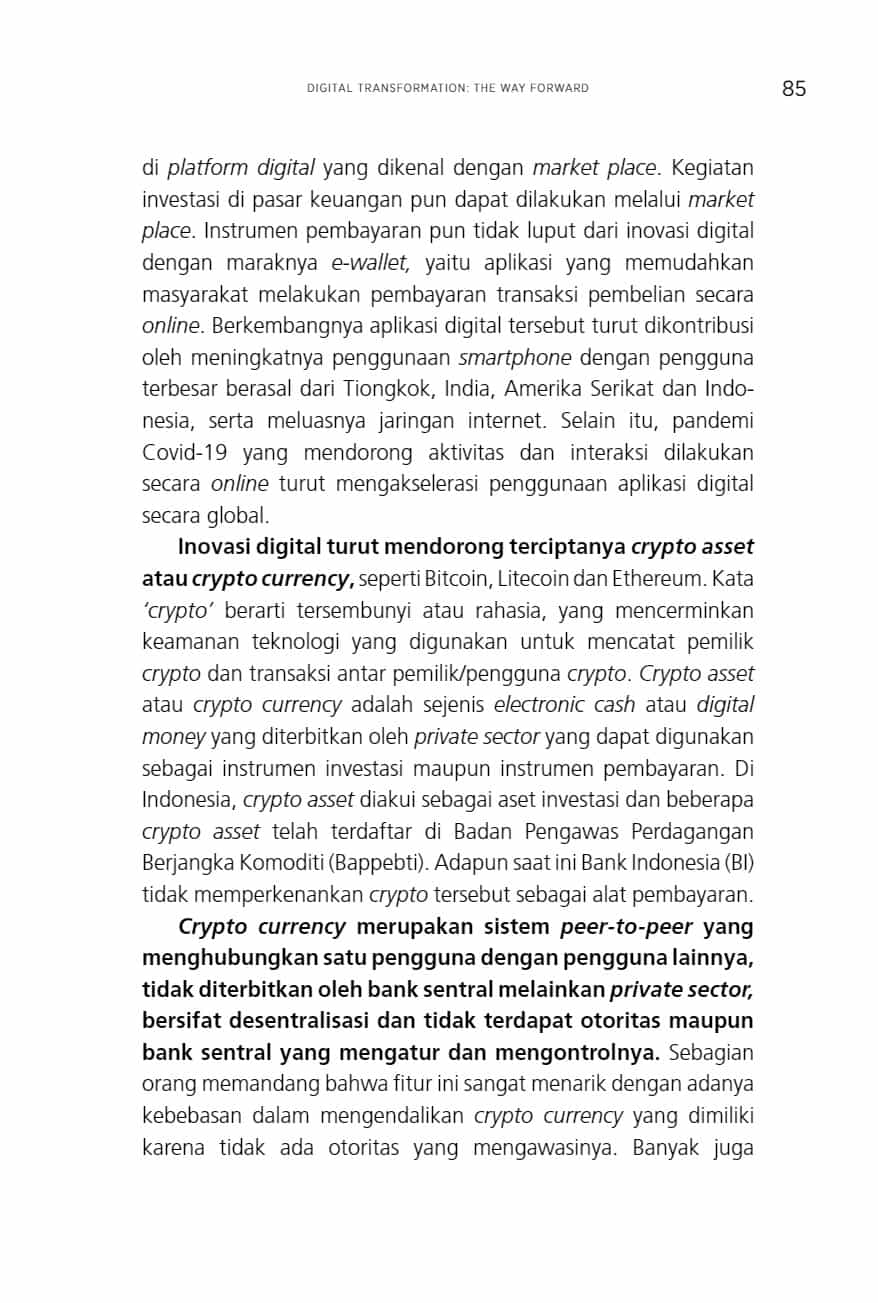 DIGITAL TRANSFORMATION: THE WAY FORWARD
85
di platform digital yang dikenal dengan market place. Kegiatan
investasi di pasar keuangan pun dapat dilakukan melalui market
place. Instrumen pembayaran pun tidak luput dari inovasi digital
dengan maraknya e-wallet, yaitu aplikasi yang memudahkan
masyarakat melakukan pembayaran transaksi pembelian secara
online. Berkembangnya aplikasi digital tersebut turut dikontribusi
oleh meningkatnya penggunaan smartphone dengan pengguna
terbesar berasal dari Tiongkok, India, Amerika Serikat dan Indo-
nesia, serta meluasnya jaringan internet. Selain itu, pandemi
Covid-19 yang mendorong aktivitas dan interaksi dilakukan
secara online turut mengakselerasi penggunaan aplikasi digital
secara global.
Inovasi digital turut mendorong terciptanya crypto asset
atau crypto currency, seperti Bitcoin, Litecoin dan Ethereum. Kata
‘crypto’ berarti tersembunyi atau rahasia, yang mencerminkan
keamanan teknologi yang digunakan untuk mencatat pemilik
crypto dan transaksi antar pemilik/pengguna crypto. Crypto asset
atau crypto currency adalah sejenis electronic cash atau digital
money yang diterbitkan oleh private sector yang dapat digunakan
sebagai instrumen investasi maupun instrumen pembayaran. Di
Indonesia, crypto asset diakui sebagai aset investasi dan beberapa
crypto asset telah terdaftar di Badan Pengawas Perdagangan
Berjangka Komoditi (Bappebti). Adapun saat ini Bank Indonesia (BI)
tidak memperkenankan crypto tersebut sebagai alat pembayaran.
Crypto currency merupakan sistem peer-to-peer yang
menghubungkan satu pengguna dengan pengguna lainnya,
tidak diterbitkan oleh bank sentral melainkan private sector,
bersifat desentralisasi dan tidak terdapat otoritas maupun
bank sentral yang mengatur dan mengontrolnya. Sebagian
orang memandang bahwa fitur ini sangat menarik dengan adanya
kebebasan dalam mengendalikan crypto currency yang dimiliki
karena tidak ada otoritas yang mengawasinya. Banyak juga